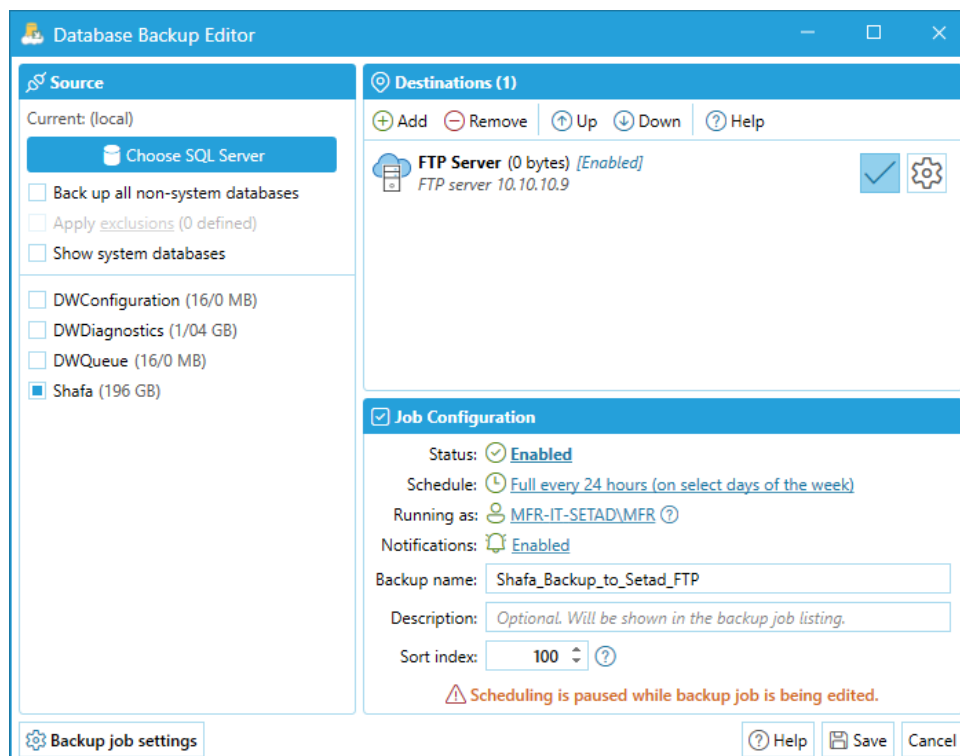 Database Backup Editor
Source
Current: (local)
Choose SQL Server
Back up all non-system databases
Apply exclusions (0 defined)
Show system databases
DWConfiguration (16/0 MB)
DWDiagnostics (1/04 GB)
DWQueue (16/0 MB)
Shafa (196 GB)
Destinations (1)
Add Remove Up Down Help
FTP Server (0 bytes) [Enabled]
FTP server 10.10.10.9
Job Configuration
Status: Enabled
Schedule: Full every 24 hours (on select days of the week)
Running as: MFR-IT-SETAD\MFR
Notifications: Enabled
Backup name: Shafa_Backup_to_Setad_FTP
Description: Optional. Will be shown in the backup job listing.
Sort index: 100
Scheduling is paused while backup job is being edited.
Backup job settings Help Save Cancel